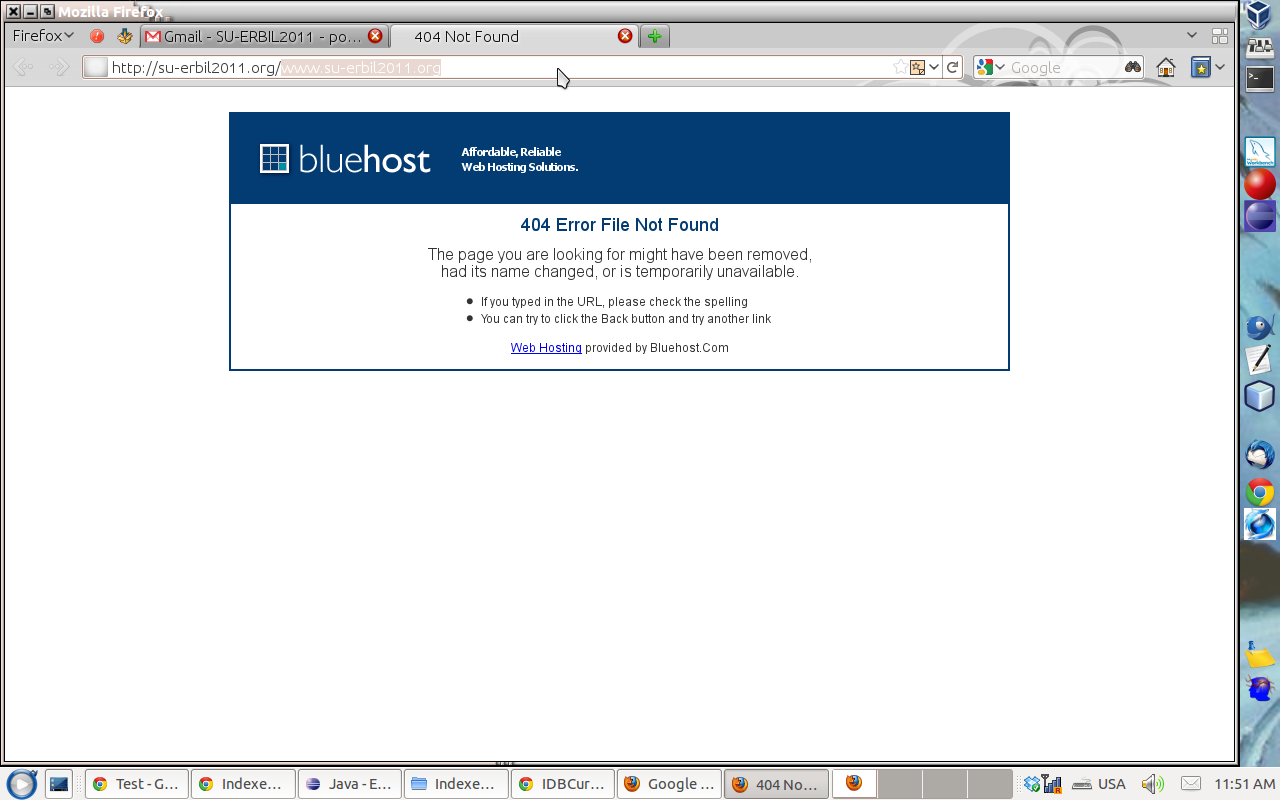 Mozilla Firefox
Firefox
Gmail - SU-ERBIL2011 - po...
404 Not Found
http://su-erbil2011.org/www.su-erbil2011.org
Google
bluehost
Affordable, Reliable
Web Hosting Solutions.
404 Error File Not Found
The page you are looking for might have been removed,
had its name changed, or is temporarily unavailable.
If you typed in the URL, please check the spelling
You can try to click the Back button and try another link
Web Hosting provided by Bluehost.Com
Test - G...
Indexe...
Java - E...
Indexe...
IDBCur...
Google ...
404 No...
USA
11:51 AM